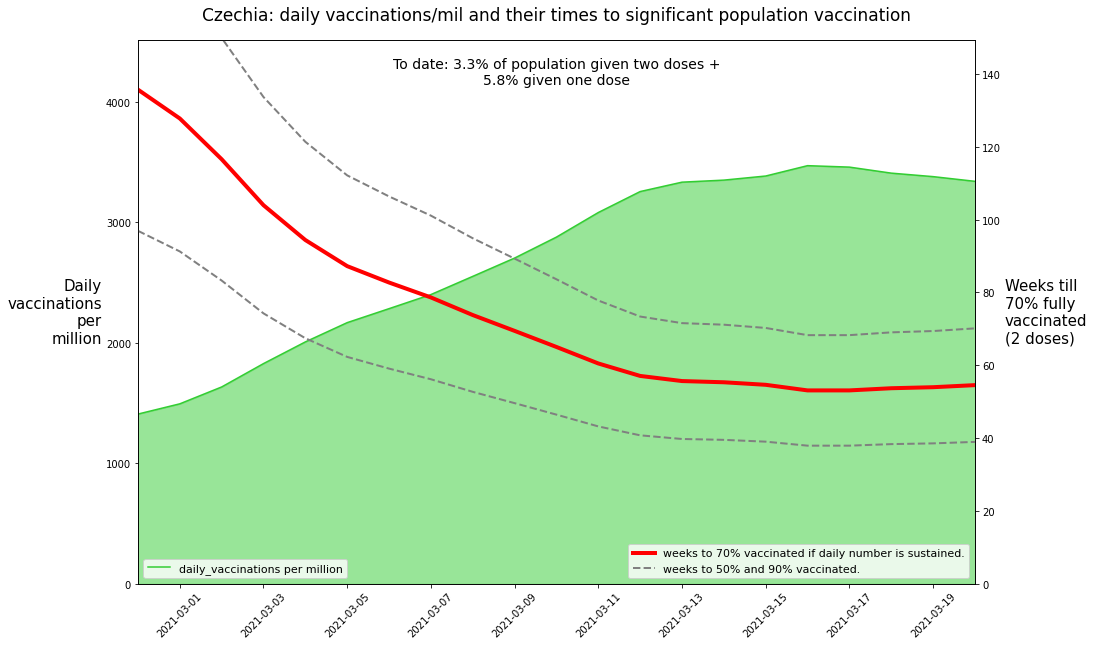 Czechia: daily vaccinations/mil and their times to significant population vaccination
To date: 3.3% of population given two doses +
5.8% given one dose
Daily
vaccinations
per
million
4000
3000
2000
1000
0
140
120
100
80
60
40
20
0
Weeks till
70% fully
vaccinated
(2 doses)
daily_vaccinations per million
weeks to 70% vaccinated if daily number is sustained.
weeks to 50% and 90% vaccinated.
2021-03-01
2021-03-03
2021-03-05
2021-03-07
2021-03-09
2021-03-11
2021-03-13
2021-03-15
2021-03-17
2021-03-19